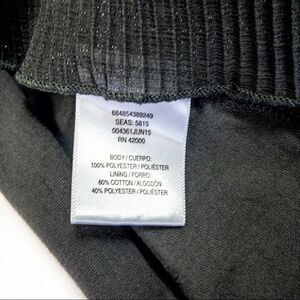 664854389249
SEAS: 5815
004361JUN15
RN 42000
BODY / CUERPO:
100% POLYESTER / POLIÉSTER
LINING / FORRO:
60% COTTON / ALGODÓN
40% POLYESTER / POLIÉSTER